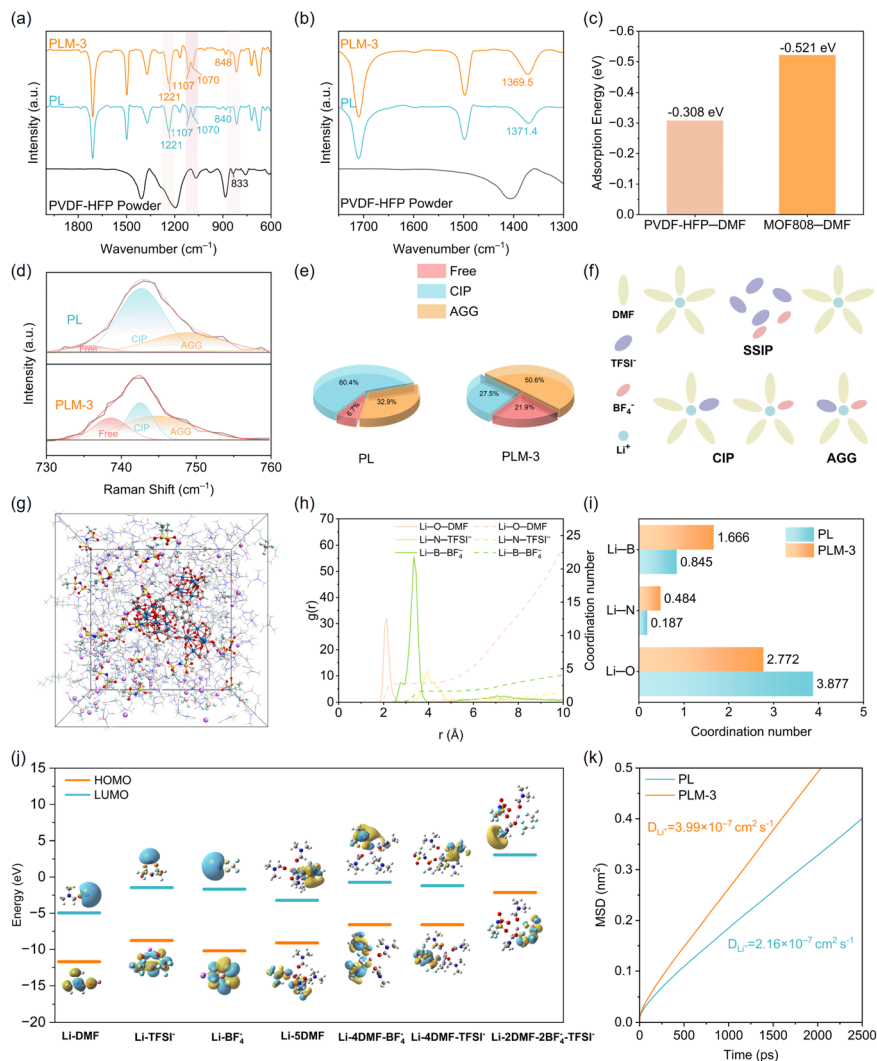 (a)
PLM-3
848
1107
1070
1221
PL
840
1107
1070
1221
833
PVDF-HFP Powder
Intensity (a.u.)
1800 1500 1200 900 600
Wavenumber (cm⁻¹)
(b)
PLM-3
1369.5
PL
1371.4
PVDF-HFP Powder
Intensity (a.u.)
1700 1600 1500 1400 1300
Wavenumber (cm⁻¹)
(c)
Adsorption Energy (eV)
−0.6
−0.5
−0.4
−0.3
−0.2
−0.1
0.0
-0.521 eV
-0.308 eV
PVDF-HFP—DMF MOF808—DMF
(d)
PL
Free
CIP
AGG
PLM-3
Free
CIP
AGG
Intensity (a.u.)
730 740 750 760
Raman Shift (cm⁻¹)
(e)
Free
CIP
AGG
60.4%
6.7%
32.9%
PL
50.6%
27.5%
21.9%
PLM-3
(f)
DMF
TFSI⁻
BF₄⁻
Li⁺
SSIP
CIP
AGG
(g)
(h)
Li—O—DMF
Li—N—TFSI⁻
Li—B—BF₄⁻
Li—O—DMF
Li—N—TFSI⁻
Li—B—BF₄⁻
g(r)
70
60
50
40
30
20
10
0
Coordination number
25
20
15
10
5
0
0 2 4 6 8 10
r (Å)
(i)
PL
PLM-3
Li—B
1.666
0.845
Li—N
0.484
0.187
Li—O
2.772
3.877
0 1 2 3 4 5
Coordination number
(j)
HOMO
LUMO
Energy (eV)
15
10
5
0
−5
−10
−15
−20
Li-DMF Li-TFSI⁻ Li-BF₄⁻ Li-5DMF Li-4DMF-BF₄⁻ Li-4DMF-TFSI⁻ Li-2DMF-2BF₄⁻-TFSI⁻
(k)
PL
PLM-3
D_Li⁺=3.99×10⁻⁷ cm² s⁻¹
D_Li⁺=2.16×10⁻⁷ cm² s⁻¹
MSD (nm²)
0.5
0.4
0.3
0.2
0.1
0.0
0 500 1000 1500 2000 2500
Time (ps)